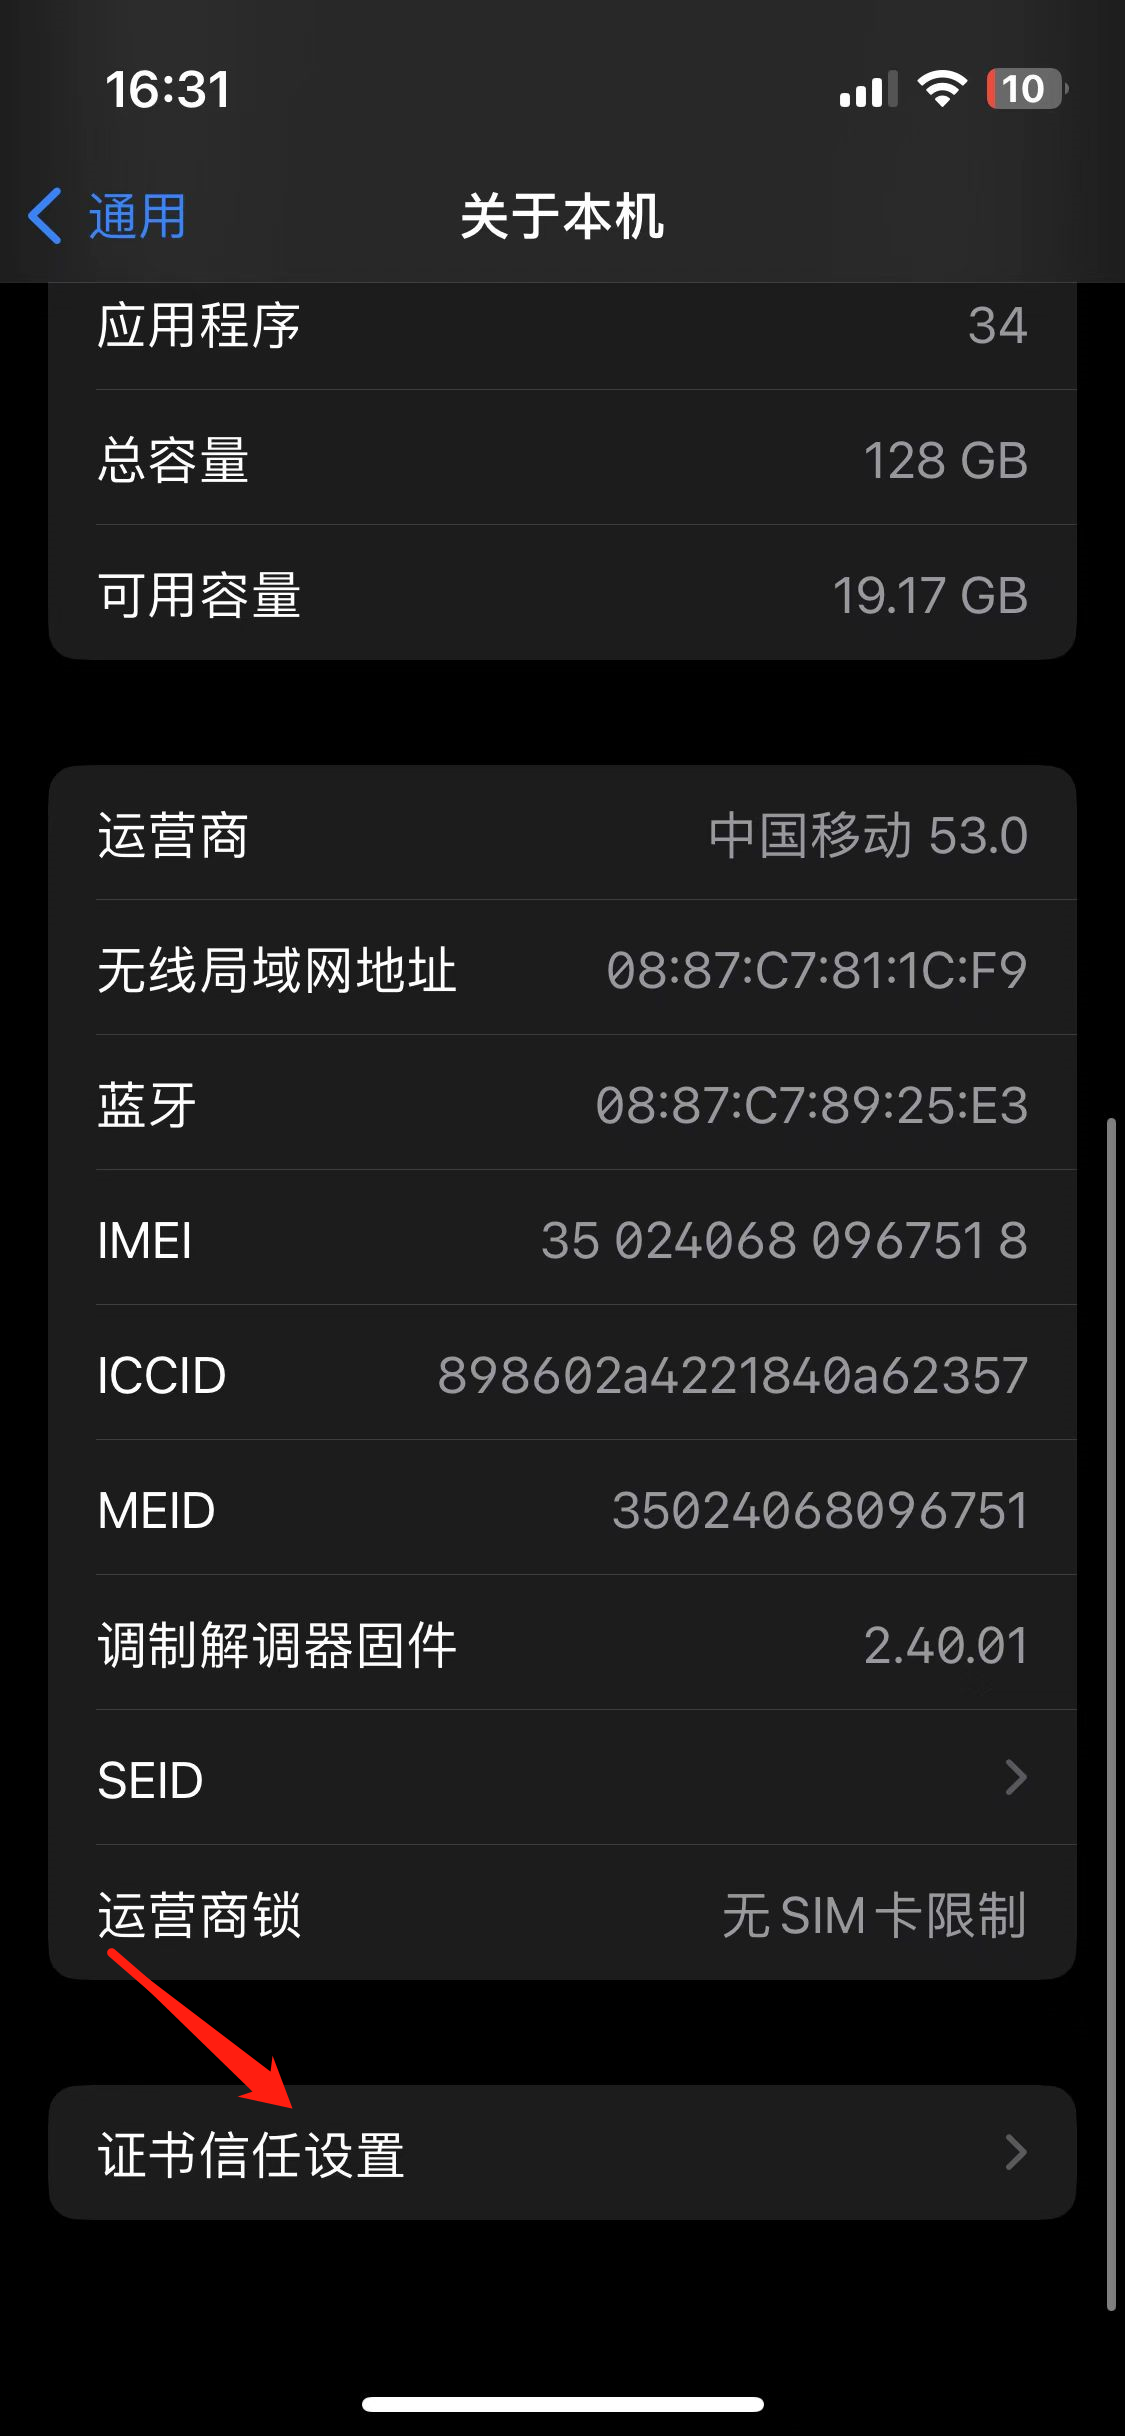 16:31
10
通用
关于本机
应用程序 34
总容量 128 GB
可用容量 19.17 GB
运营商 中国移动 53.0
无线局域网地址 08:87:C7:81:1C:F9
蓝牙 08:87:C7:89:25:E3
IMEI 35 024068 096751 8
ICCID 898602a4221840a62357
MEID 35024068096751
调制解调器固件 2.40.01
SEID
运营商锁 无 SIM 卡限制
证书信任设置